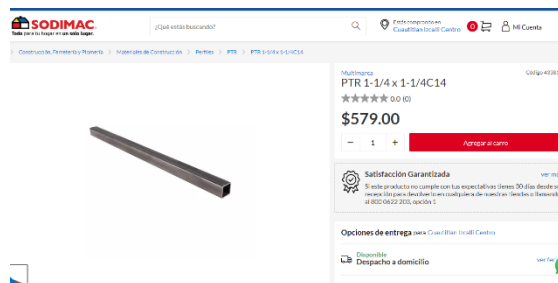 SODIMAC
Todo para tu hogar en un solo lugar.
¿Qué estás buscando?
Estás comprando en
Cuautitlan Izcalli Centro
0
Mi Cuenta
Construcción, Ferretería y Plomería > Materiales de Construcción > Perfiles > PTR > PTR 1-1/4 x 1-1/4C14
Multimarca
PTR 1-1/4 x 1-1/4C14
0.0 (0)
$579.00
− 1 +
Agregar al carro
Satisfacción Garantizada
Si este producto no cumple con tus expectativas tienes 30 días desde su
recepción para devolverlo en cualquiera de nuestras tiendas o llamando
al 800 0622 203, opción 1
Opciones de entrega para Cuautitlan Izcalli Centro
Disponible
Despacho a domicilio